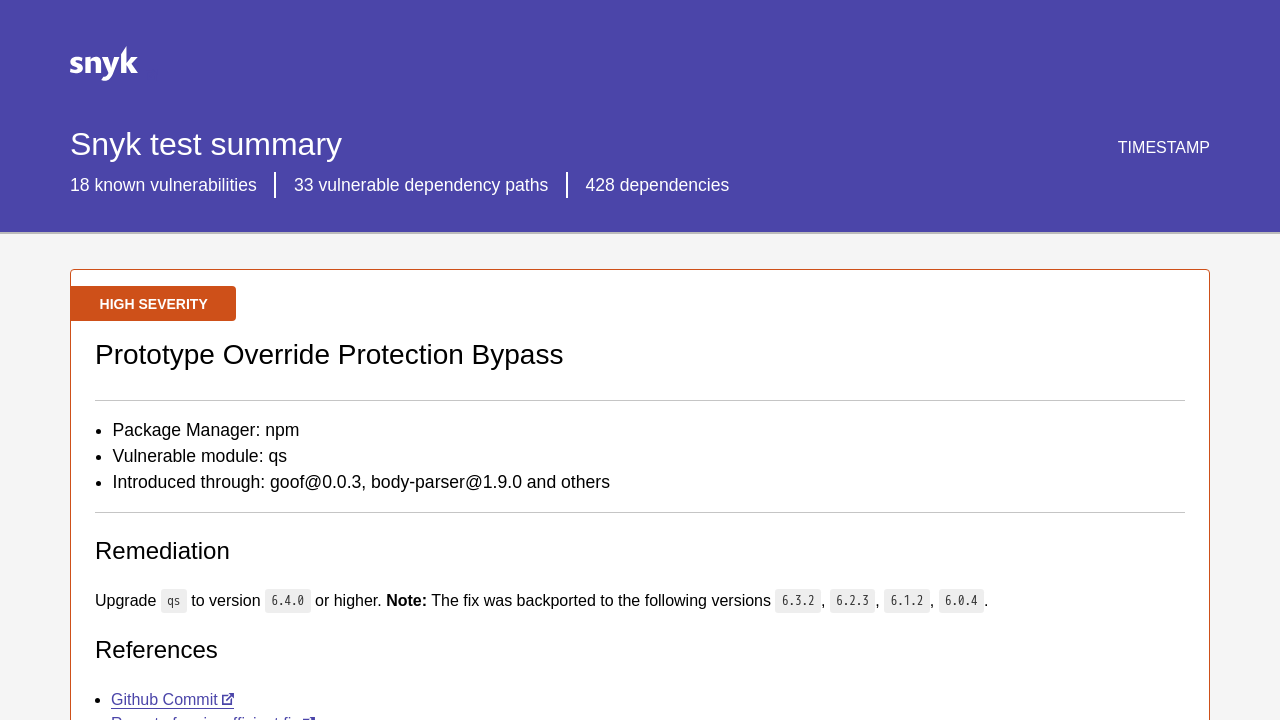 snyk
Snyk test summary
TIMESTAMP
18 known vulnerabilities
33 vulnerable dependency paths
428 dependencies
HIGH SEVERITY
Prototype Override Protection Bypass
Package Manager: npm
Vulnerable module: qs
Introduced through: goof@0.0.3, body-parser@1.9.0 and others
Remediation
Upgrade qs to version 6.4.0 or higher. Note: The fix was backported to the following versions 6.3.2, 6.2.3, 6.1.2, 6.0.4.
References
Github Commit